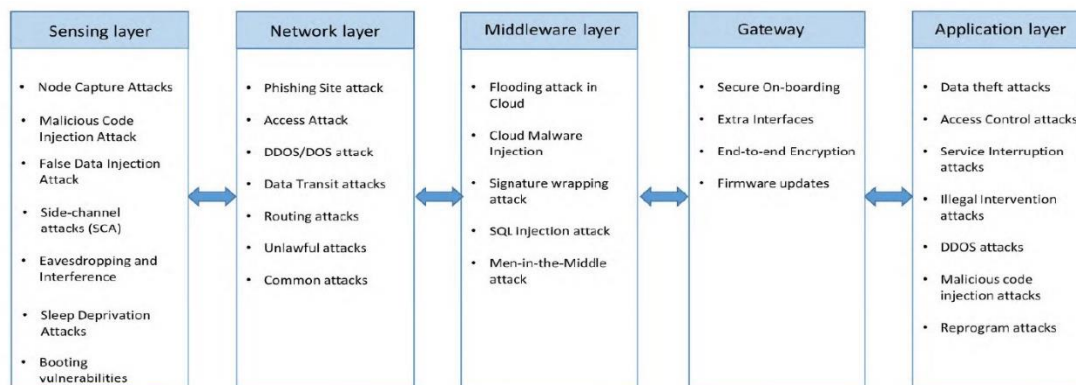 Sensing layer
Node Capture Attacks
Malicious Code
Injection Attack
False Data Injection
Attack
Side-channel
attacks (SCA)
Eavesdropping and
Interference
Sleep Deprivation
Attacks
Booting
vulnerabilities
Network layer
Phishing Site attack
Access Attack
DDOS/DOS attack
Data Transit attacks
Routing attacks
Unlawful attacks
Common attacks
Middleware layer
Flooding attack in
Cloud
Cloud Malware
Injection
Signature wrapping
attack
SQL Injection attack
Men-in-the-Middle
attack
Gateway
Secure On-boarding
Extra Interfaces
End-to-end Encryption
Firmware updates
Application layer
Data theft attacks
Access Control attacks
Service Interruption
attacks
Illegal Intervention
attacks
DDOS attacks
Malicious code
injection attacks
Reprogram attacks